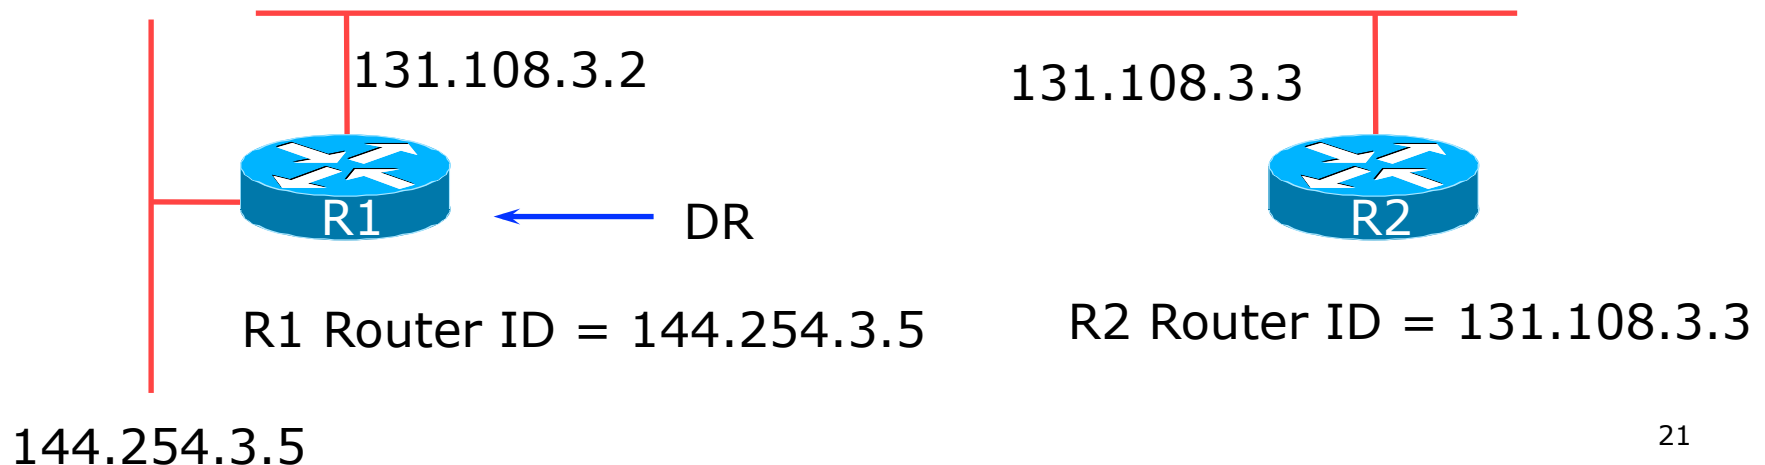 131.108.3.2
131.108.3.3
R1
DR
R2
R1 Router ID = 144.254.3.5
R2 Router ID = 131.108.3.3
144.254.3.5
21